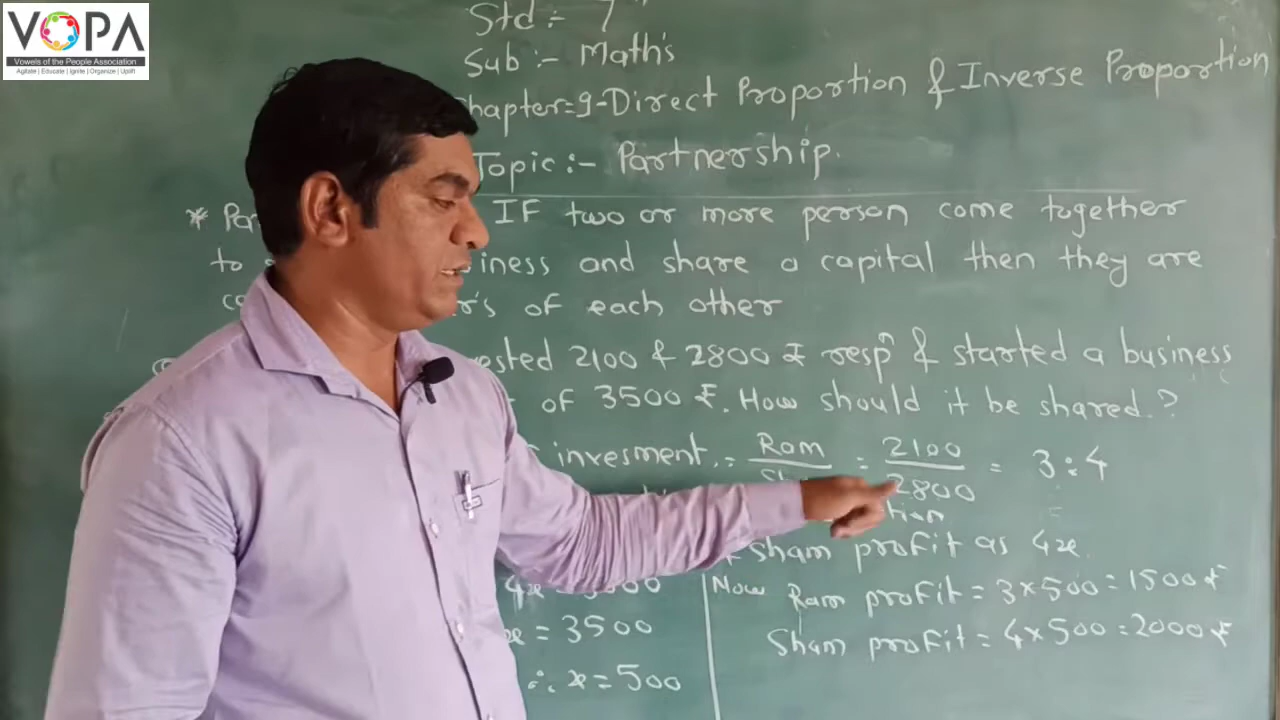 VOPA
Vowels of the People Association
Agitate | Educate | Ignite | Organize | Uplift
Std :- 7
Sub :- Math's
Chapter=9-Direct Proportion & Inverse Proportion
Topic :- Partnership.
* IF two or more person come together
to iness and share a capital then they are
r's of each other
ested 2100 & 2800 ₹ respⁿ & started a business
of 3500 ₹. How should it be shared.?
invesment. = Ram = 2100 = 3:4
2800
Sham profit as 4x.
4x = 3500
Now Ram profit = 3×500 = 1500 ₹
= 3500
Sham profit = 4×500 = 2000 ₹
∴ x = 500